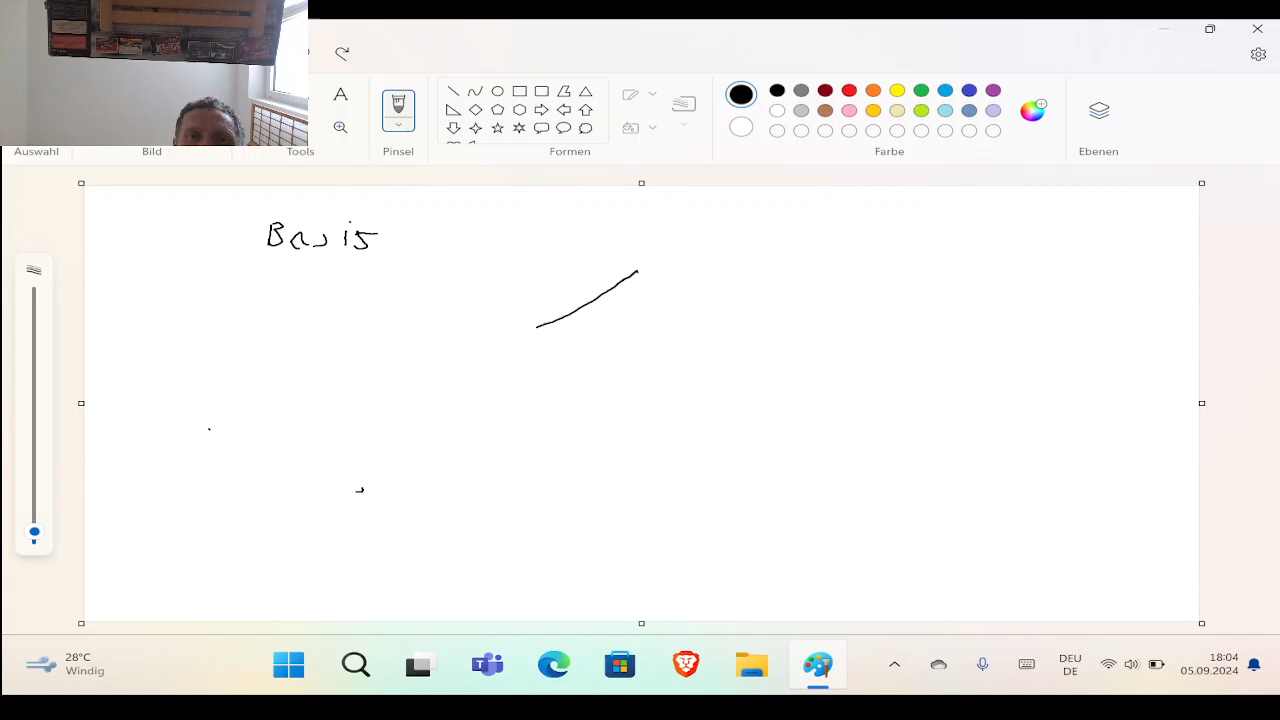 Auswahl Bild Tools Pinsel Formen Farbe Ebenen
A
Basis
28°C
Windig
DEU
DE
18:04
05.09.2024